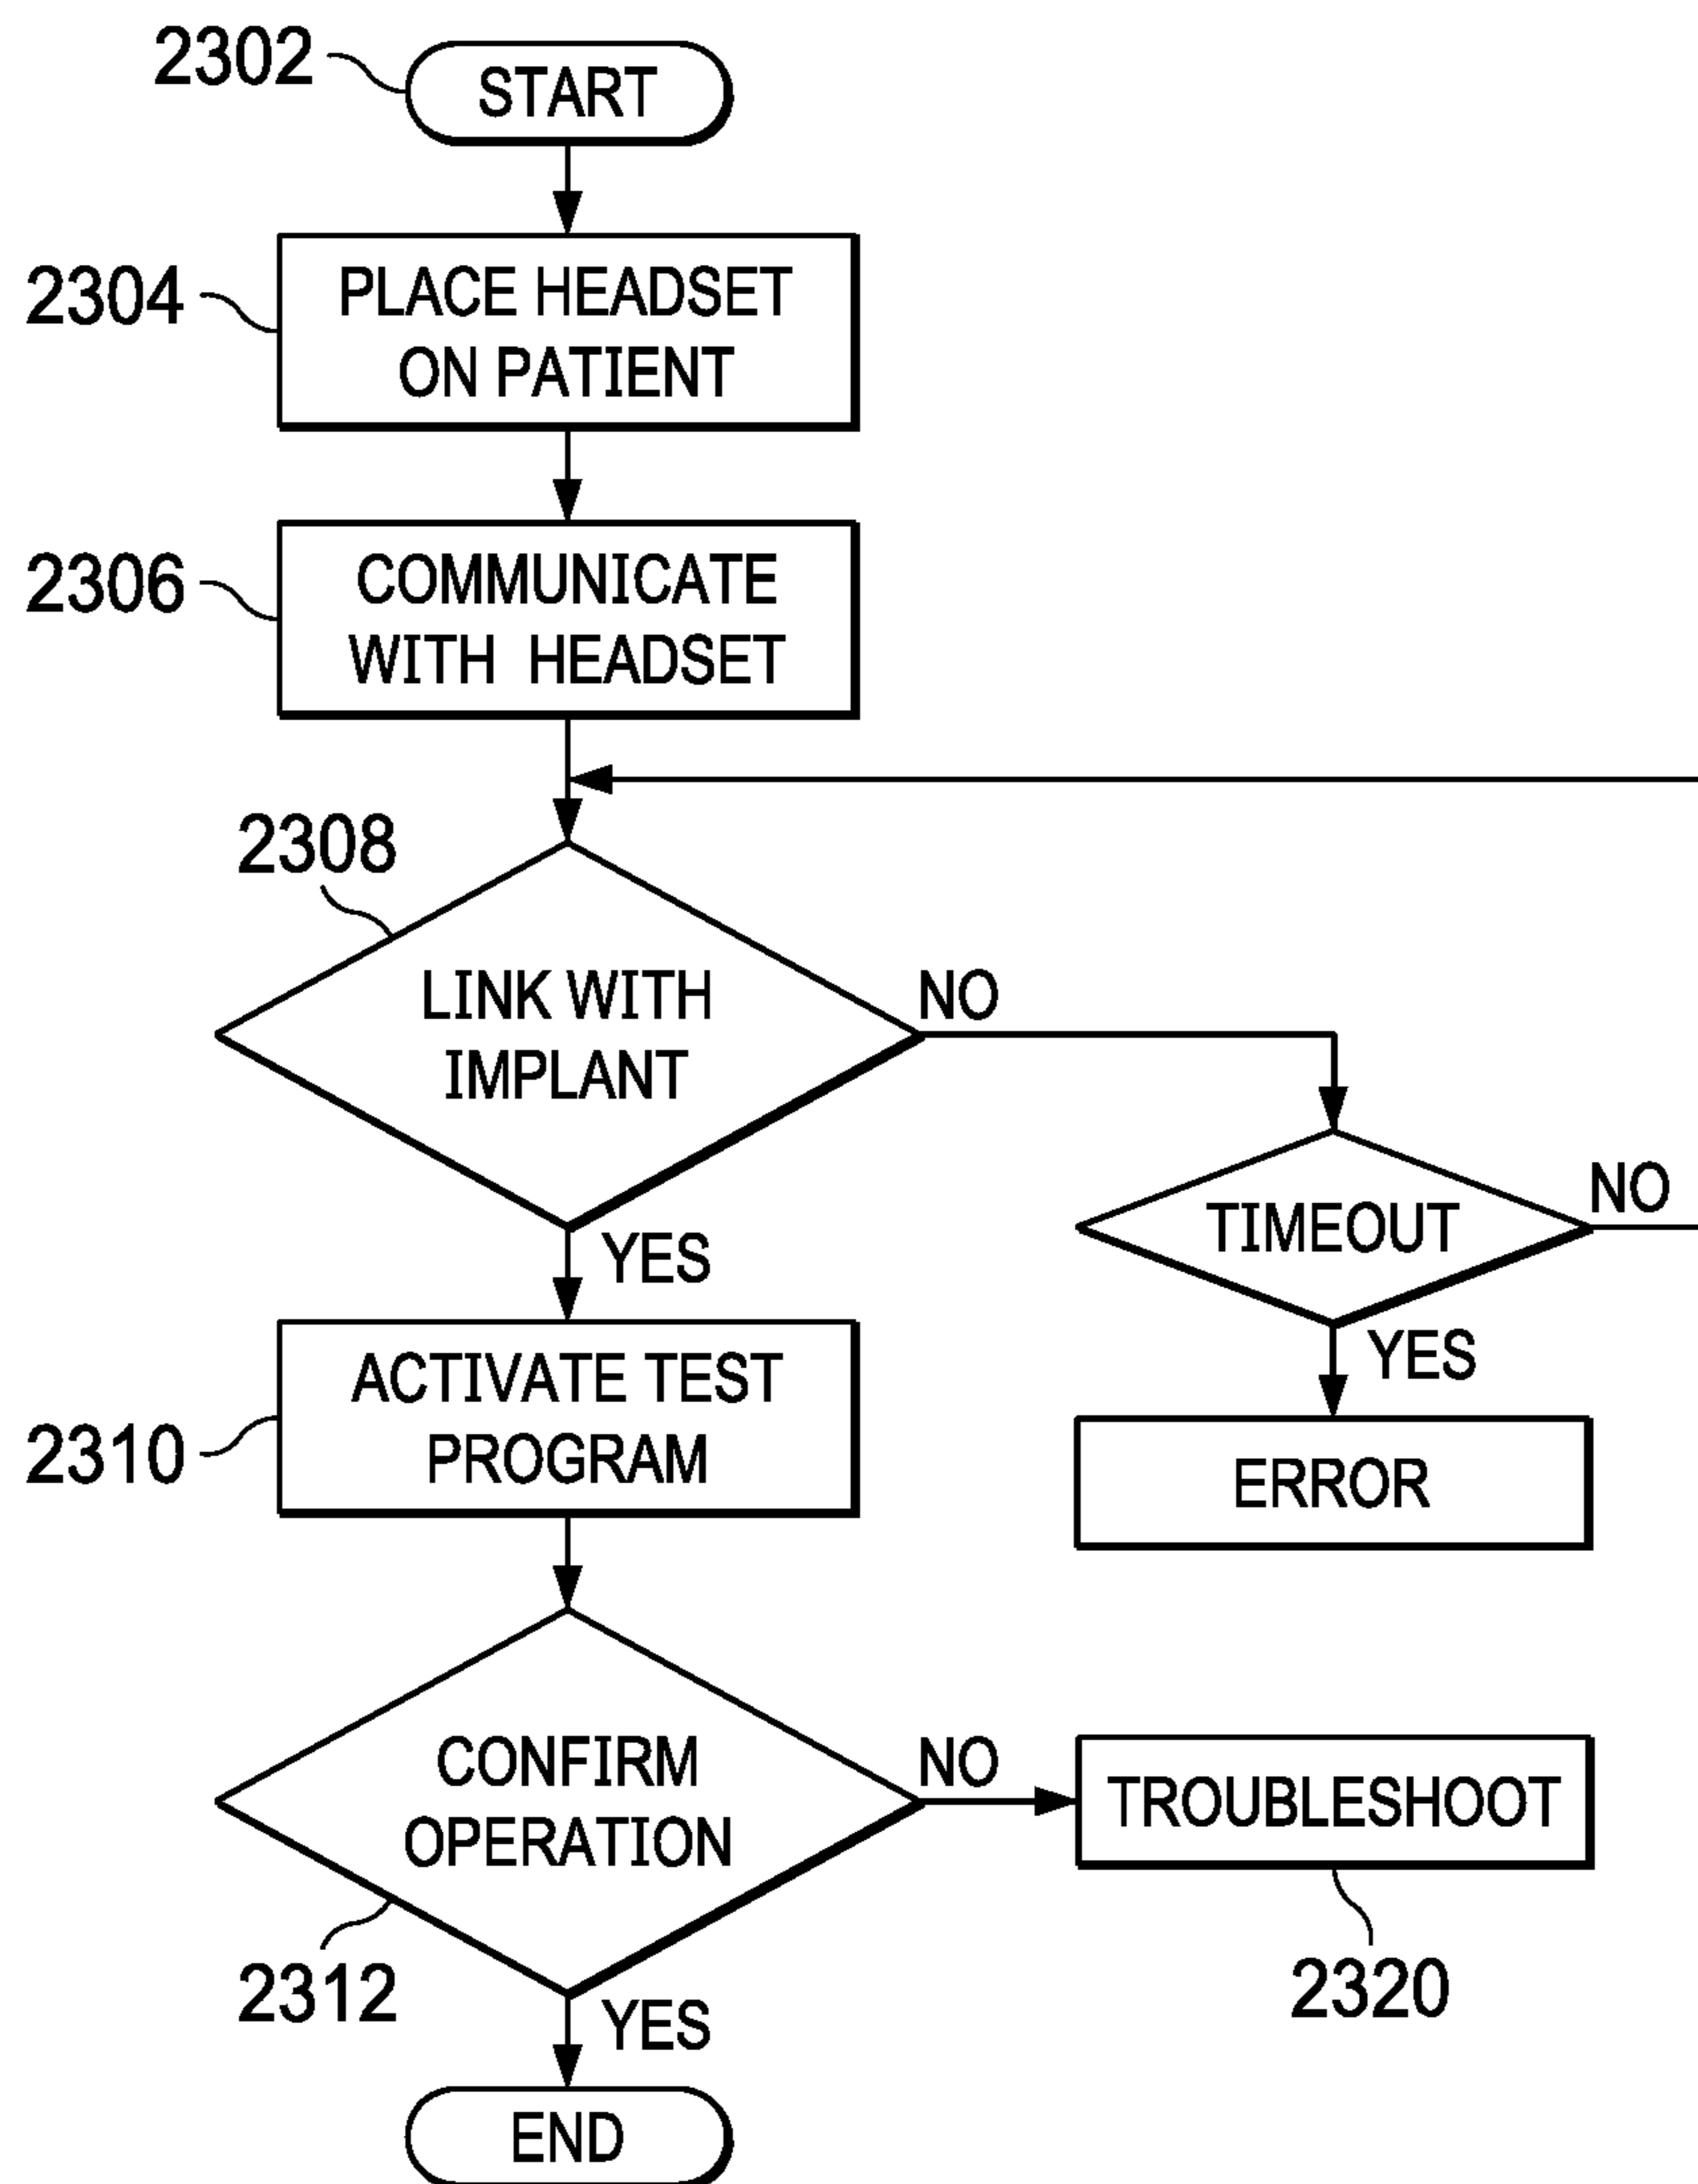 2302
START
2304
PLACE HEADSET
ON PATIENT
2306
COMMUNICATE
WITH HEADSET
2308
LINK WITH
IMPLANT
NO
TIMEOUT
NO
YES
YES
ACTIVATE TEST
PROGRAM
2310
ERROR
CONFIRM
OPERATION
NO
TROUBLESHOOT
2312
2320
YES
END